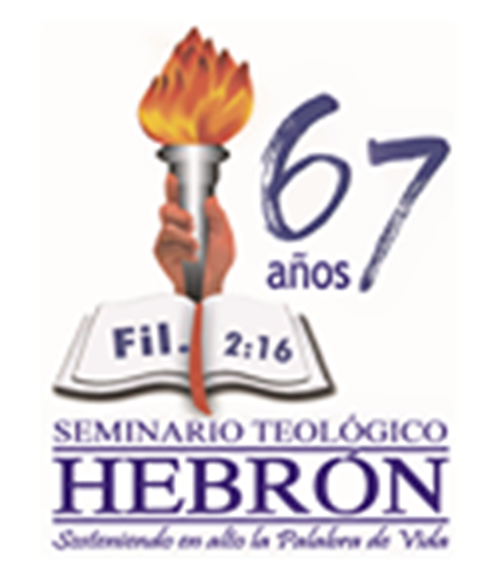 67
años
Fil. 2:16
SEMINARIO TEOLÓGICO
HEBRÓN
Sosteniendo en alto la Palabra de Vida